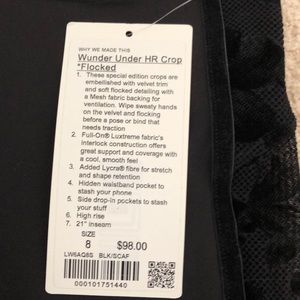 WHY WE MADE THIS
Wunder Under HR Crop
*Flocked
1. These special edition crops are
embellished with velvet trim
and soft flocked detailing with
a Mesh fabric backing for
ventilation. Wipe sweaty hands
on the velvet and flocking
before a pose or bind that
needs traction
2. Full-On® Luxtreme fabric's
interlock construction offers
great support and coverage with
a cool, smooth feel
3. Added Lycra® fibre for stretch
and shape retention
4. Hidden waistband pocket to
stash your phone
5. Side drop-in pockets to stash
your stuff
6. High rise
7. 21" inseam
SIZE
8 $98.00
LW6AQ8S BLK/SCAF
000101751440